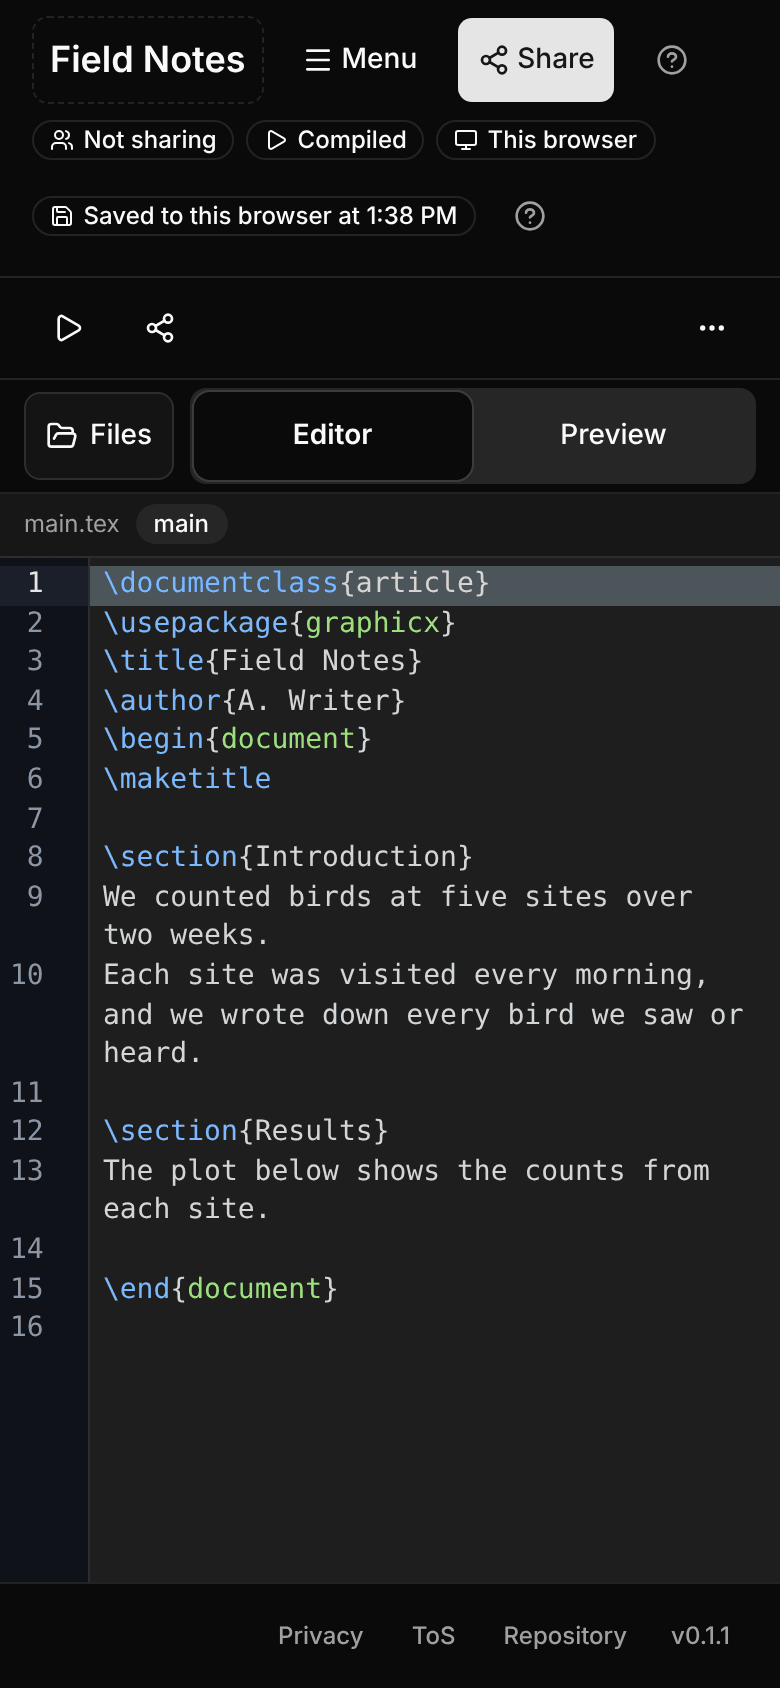 Field Notes
Menu
Share
Not sharing
Compiled
This browser
Saved to this browser at 1:38 PM
Files
Editor
Preview
main.tex main
1 \documentclass{article}
2 \usepackage{graphicx}
3 \title{Field Notes}
4 \author{A. Writer}
5 \begin{document}
6 \maketitle
7
8 \section{Introduction}
9 We counted birds at five sites over
two weeks.
10 Each site was visited every morning,
and we wrote down every bird we saw or
heard.
11
12 \section{Results}
13 The plot below shows the counts from
each site.
14
15 \end{document}
16
Privacy
ToS
Repository
v0.1.1